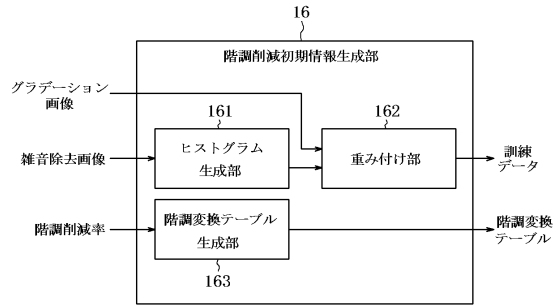 16
階調削減初期情報生成部
グラデーション
画像
161
162
雑音除去画像
ヒストグラム
生成部
重み付け部
訓練
データ
階調削減率
階調変換テーブル
生成部
階調変換
テーブル
163